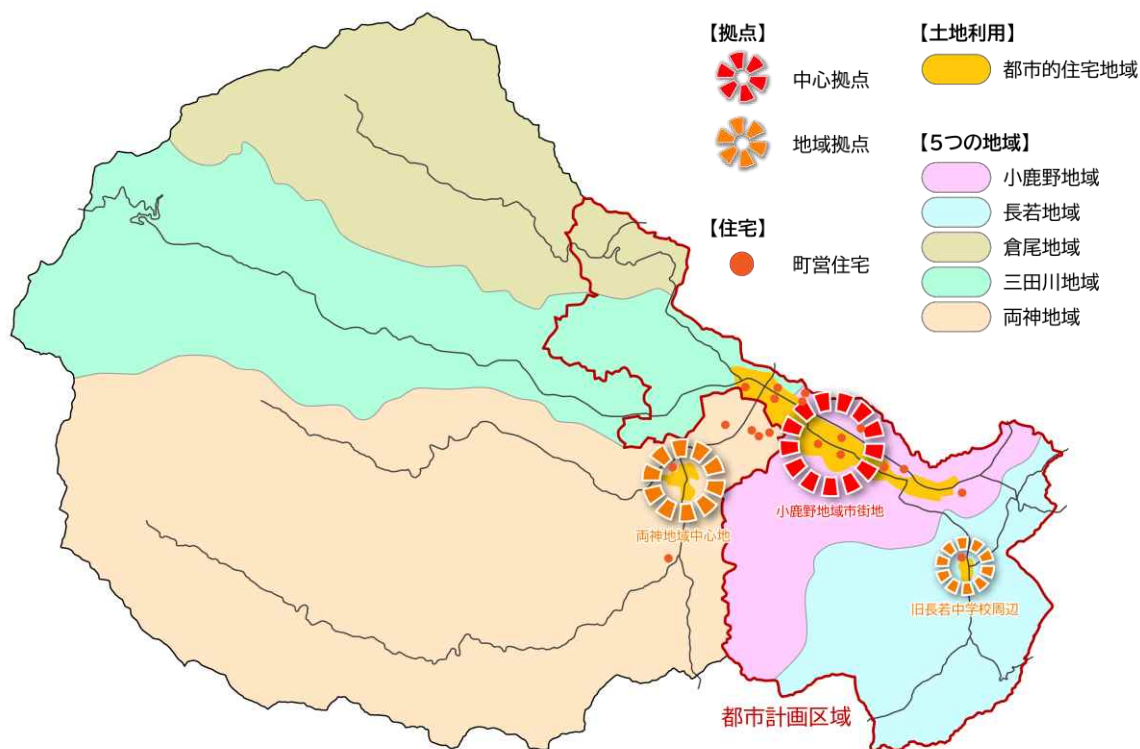 【拠点】
中心拠点
地域拠点
【住宅】
町営住宅
【土地利用】
都市的住宅地域
【5つの地域】
小鹿野地域
長若地域
倉尾地域
三田川地域
両神地域
小鹿野地域市街地
両神地域中心地
旧長若中学校周辺
都市計画区域